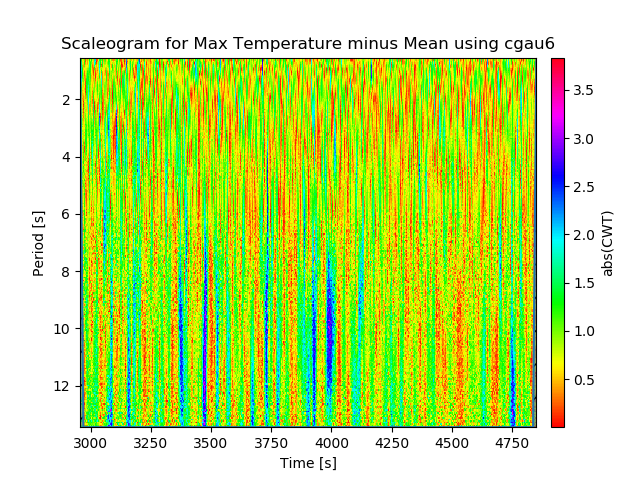 Scaleogram for Max Temperature minus Mean using cgau6
2
4
6
8
10
12
Period [s]
3000 3250 3500 3750 4000 4250 4500 4750
Time [s]
3.5
3.0
2.5
2.0
1.5
1.0
0.5
abs(CWT)